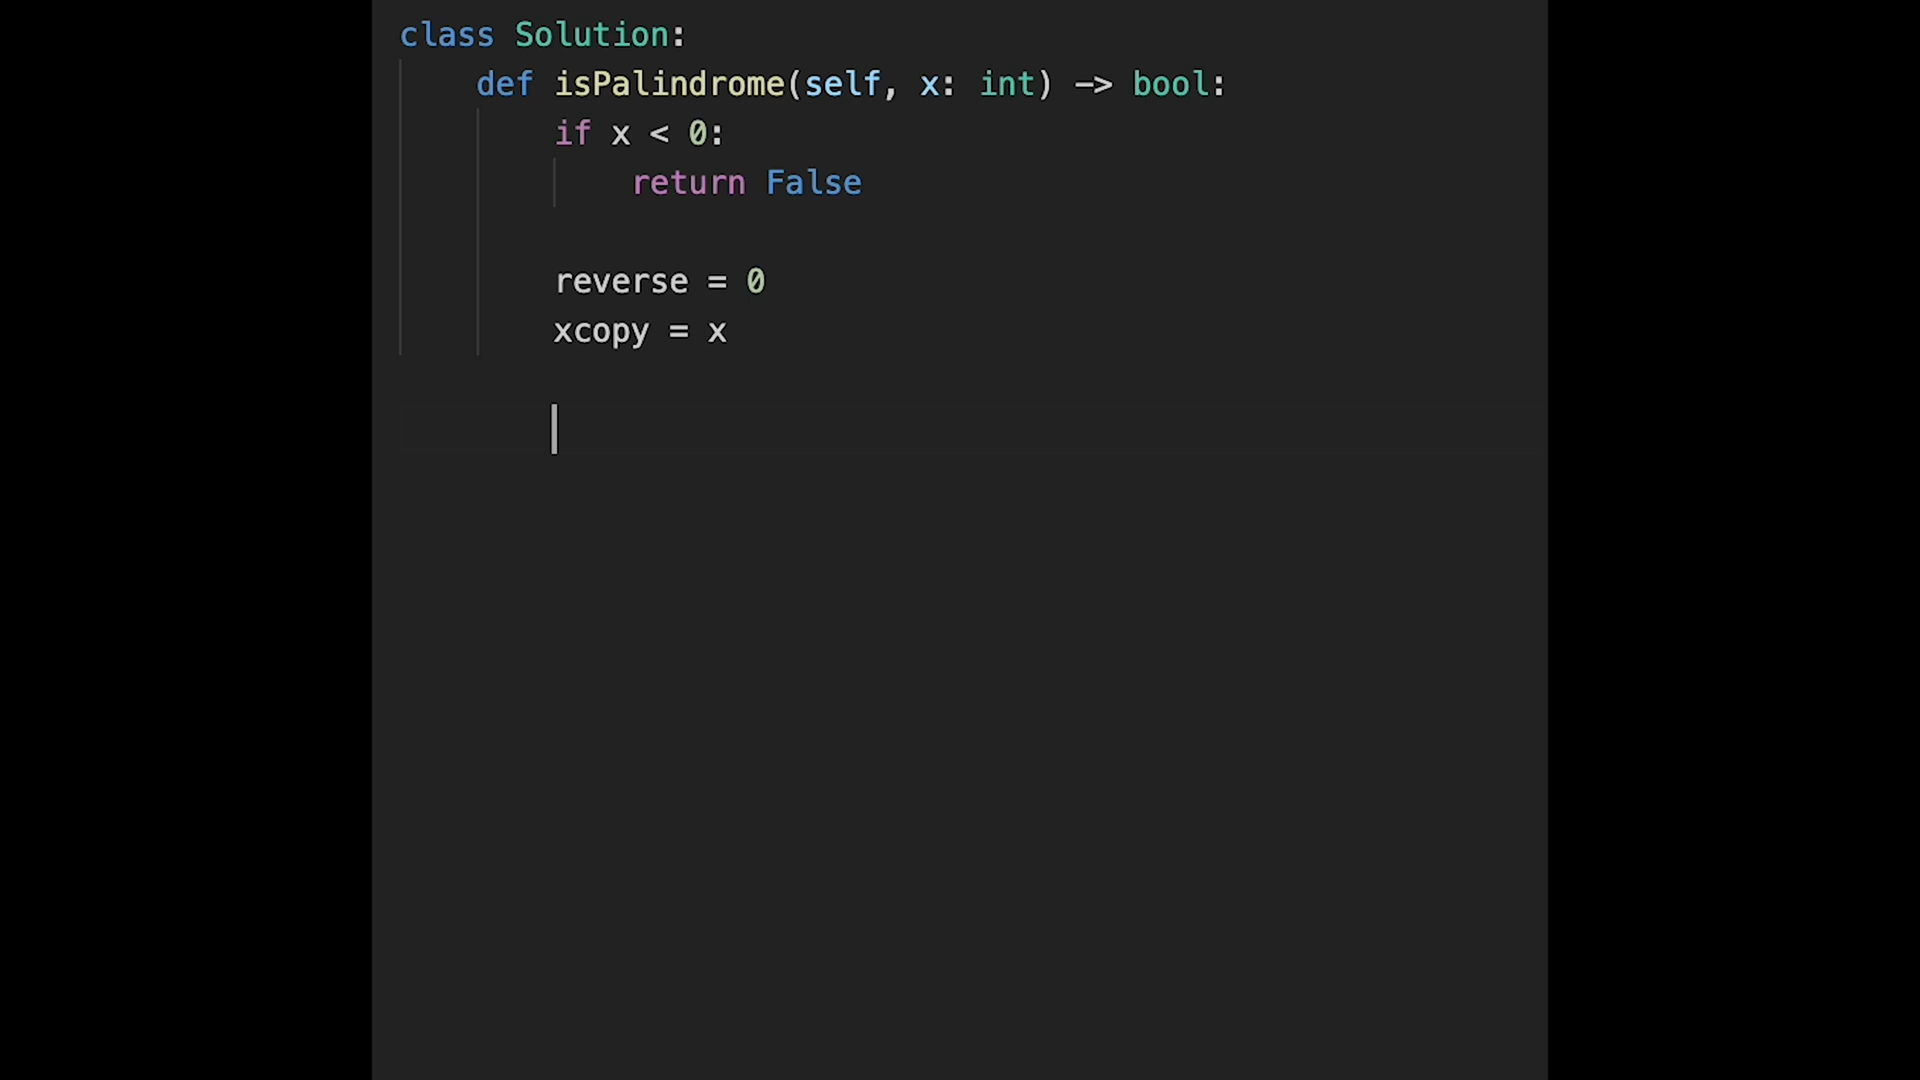 class Solution:
    def isPalindrome(self, x: int) -> bool:
        if x < 0:
            return False

        reverse = 0
        xcopy = x